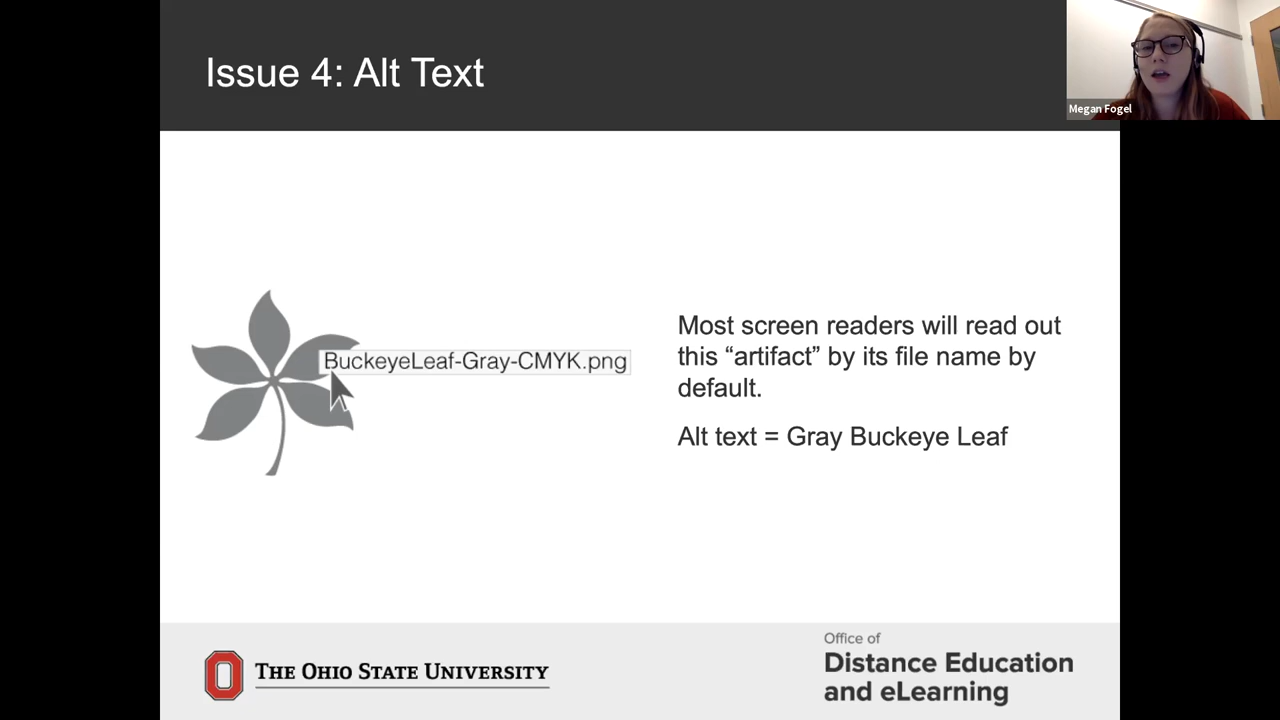 Issue 4: Alt Text
Megan Fogel
BuckeyeLeaf-Gray-CMYK.png
Most screen readers will read out
this “artifact” by its file name by
default.
Alt text = Gray Buckeye Leaf
THE OHIO STATE UNIVERSITY
Office of
Distance Education
and eLearning